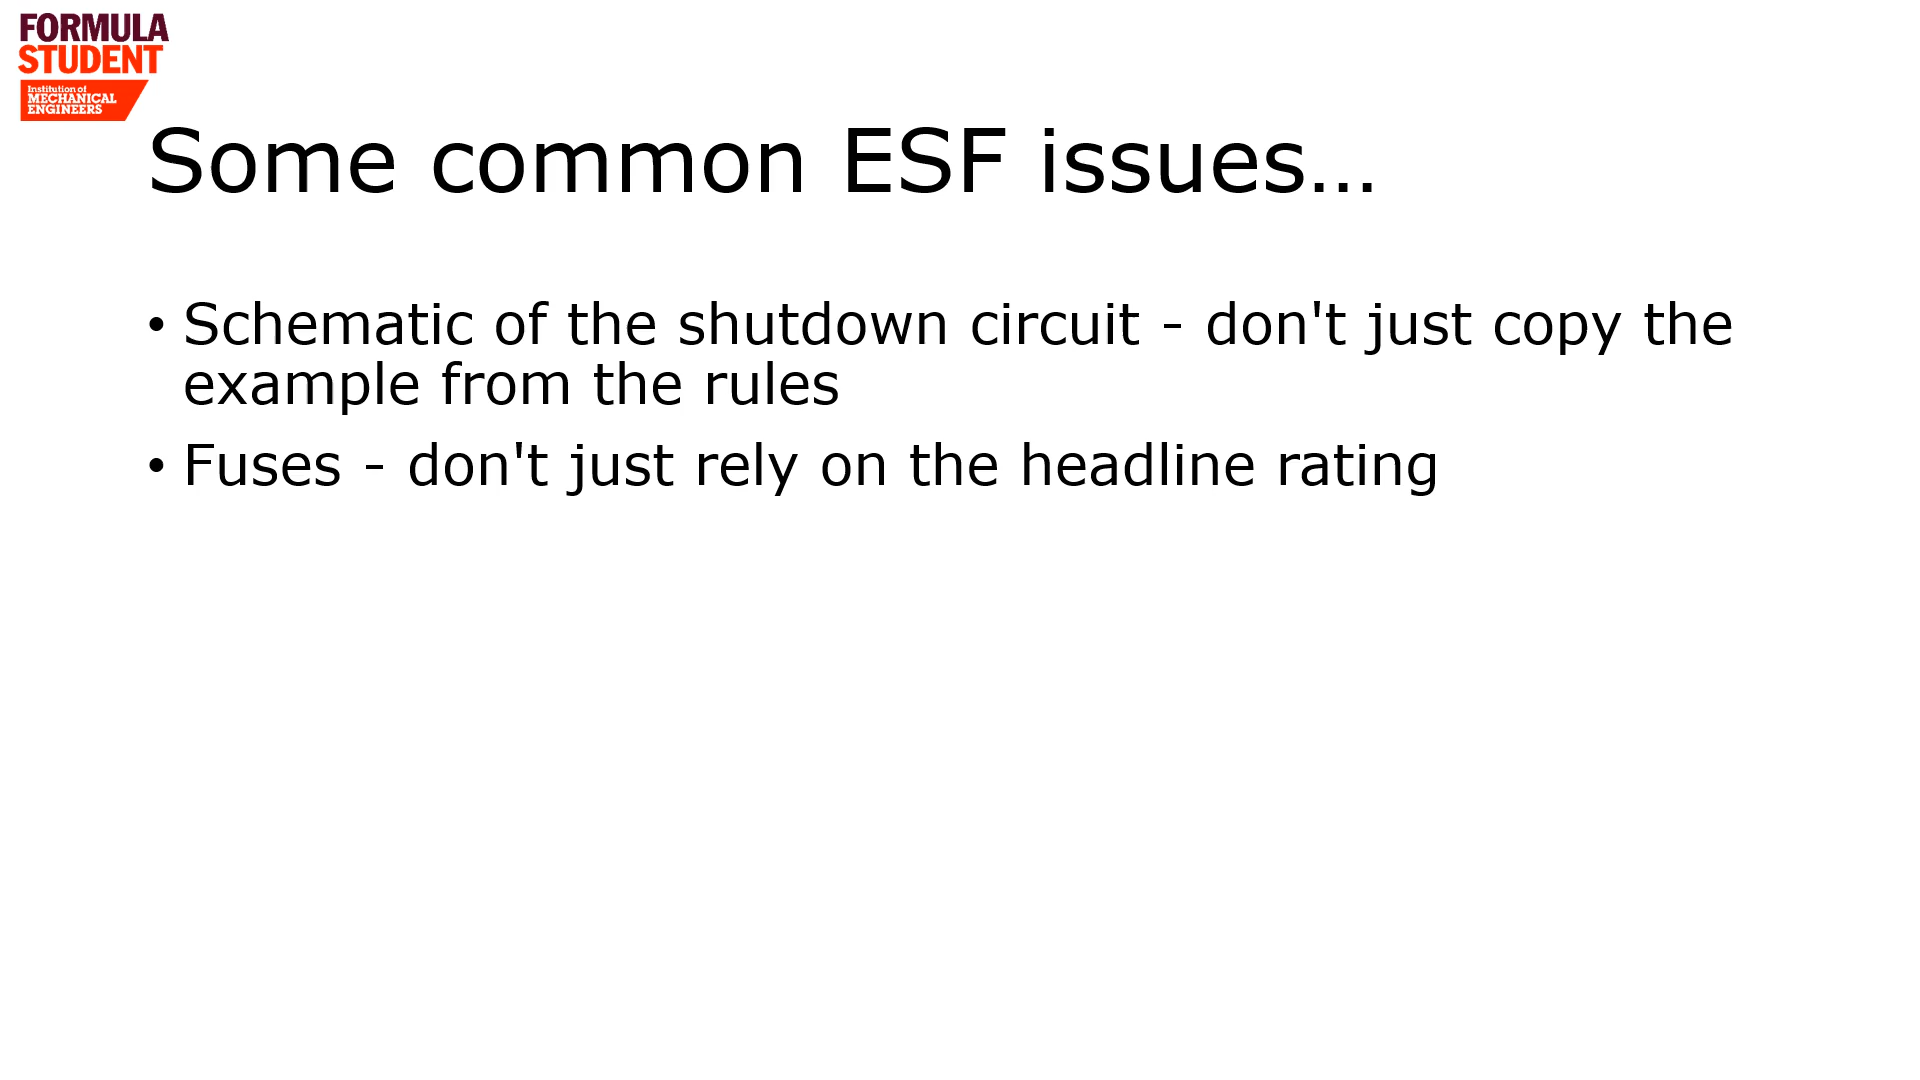 FORMULA
STUDENT
Institution of
MECHANICAL
ENGINEERS
Some common ESF issues...
• Schematic of the shutdown circuit - don't just copy the
example from the rules
• Fuses - don't just rely on the headline rating